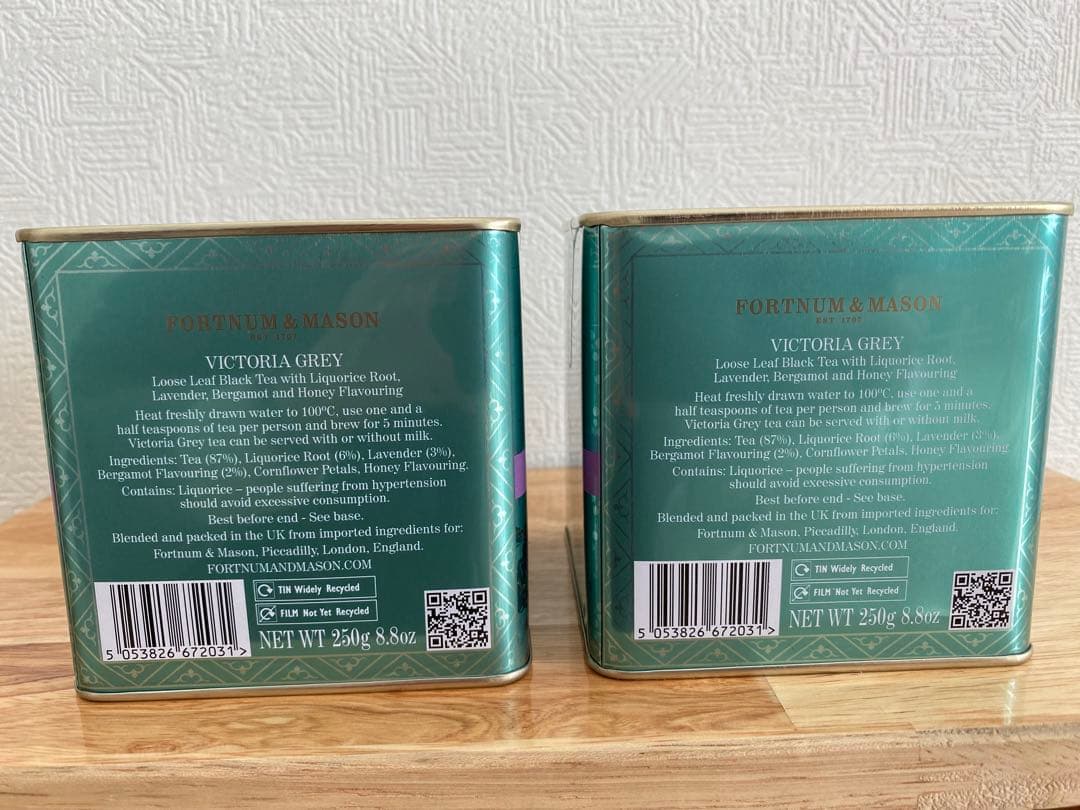 FORTNUM & MASON
EST 1707
VICTORIA GREY
Loose Leaf Black Tea with Liquorice Root,
Lavender, Bergamot and Honey Flavouring
Heat freshly drawn water to 100ºC, use one and a
half teaspoons of tea per person and brew for 5 minutes.
Victoria Grey tea can be served with or without milk.
Ingredients: Tea (87%), Liquorice Root (6%), Lavender (3%),
Bergamot Flavouring (2%), Cornflower Petals, Honey Flavouring.
Contains: Liquorice – people suffering from hypertension
should avoid excessive consumption.
Best before end - See base.
Blended and packed in the UK from imported ingredients for:
Fortnum & Mason, Piccadilly, London, England.
FORTNUMANDMASON.COM
TIN Widely Recycled
FILM Not Yet Recycled
NET WT 250g 8.8oz
5 053826 672031 >
FORTNUM & MASON
EST 1707
VICTORIA GREY
Loose Leaf Black Tea with Liquorice Root,
Lavender, Bergamot and Honey Flavouring
Heat freshly drawn water to 100ºC, use one and a
half teaspoons of tea per person and brew for 5 minutes.
Victoria Grey tea can be served with or without milk.
Ingredients: Tea (87%), Liquorice Root (6%), Lavender (3%),
Bergamot Flavouring (2%), Cornflower Petals, Honey Flavouring
Contains: Liquorice – people suffering from hypertension
should avoid excessive consumption.
Best before end - See base.
Blended and packed in the UK from imported ingredients for:
Fortnum & Mason, Piccadilly, London, England.
FORTNUMANDMASON.COM
TIN Widely Recycled
FILM Not Yet Recycled
NET WT 250g 8.8oz
5 053826 672031 >